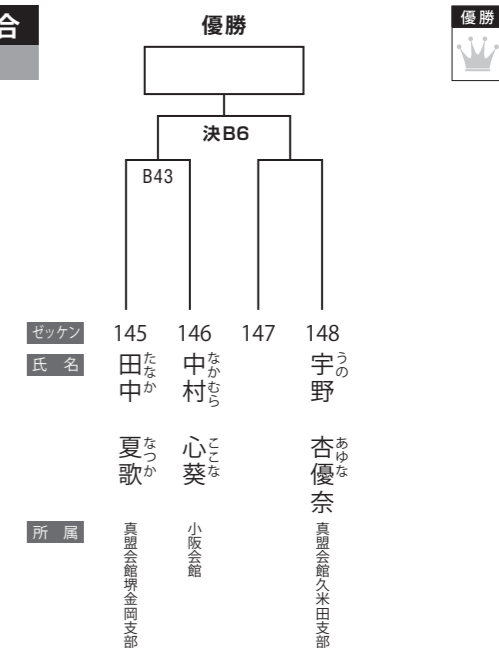 合
優勝
優勝
決B6
B43
ゼッケン 145 146 147 148
氏 名
田中 夏歌
たなか なつか
中村 心葵
なかむら ここな
宇野 杏優奈
うの あゆな
所 属
真盟会館堺金岡支部
小阪会館
真盟会館久米田支部